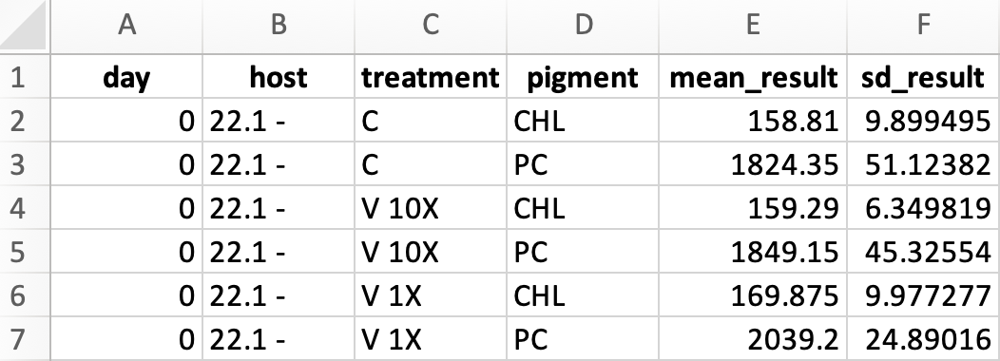 A B C D E F
1 day host treatment pigment mean_result sd_result
2 0 22.1 - C CHL 158.81 9.899495
3 0 22.1 - C PC 1824.35 51.12382
4 0 22.1 - V 10X CHL 159.29 6.349819
5 0 22.1 - V 10X PC 1849.15 45.32554
6 0 22.1 - V 1X CHL 169.875 9.977277
7 0 22.1 - V 1X PC 2039.2 24.89016